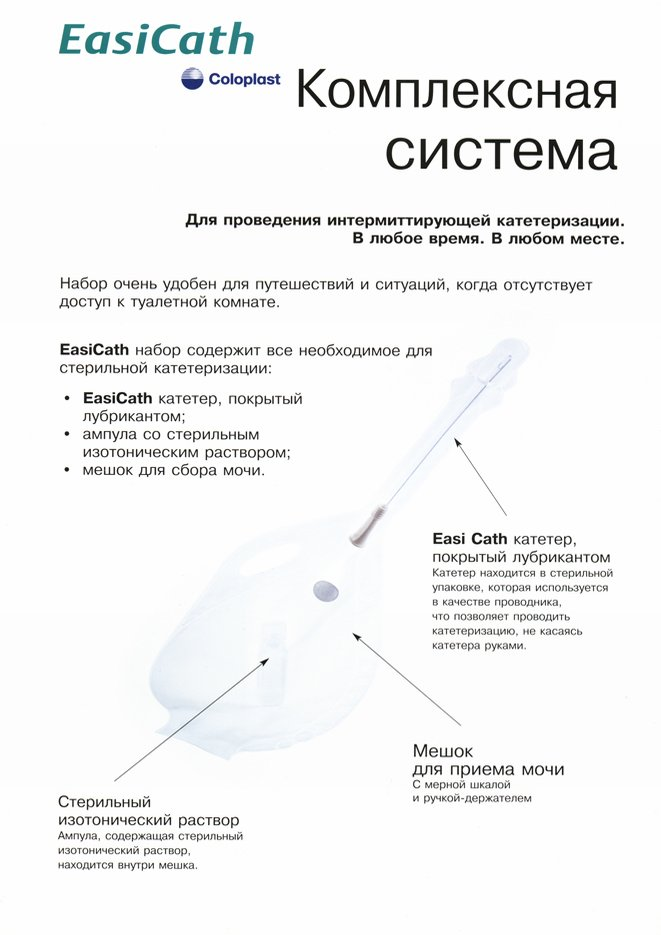 EasiCath
Coloplast
Комплексная
система
Для проведения интермиттирующей катетеризации.
В любое время. В любом месте.
Набор очень удобен для путешествий и ситуаций, когда отсутствует
доступ к туалетной комнате.
EasiCath набор содержит все необходимое для
стерильной катетеризации:
• EasiCath катетер, покрытый
лубрикантом;
• ампула со стерильным
изотоническим раствором;
• мешок для сбора мочи.
Easi Cath катетер,
покрытый лубрикантом
Катетер находится в стерильной
упаковке, которая используется
в качестве проводника,
что позволяет проводить
катетеризацию, не касаясь
катетера руками.
Мешок
для приема мочи
С мерной шкалой
и ручкой-держателем
Стерильный
изотонический раствор
Ампула, содержащая стерильный
изотонический раствор,
находится внутри мешка.